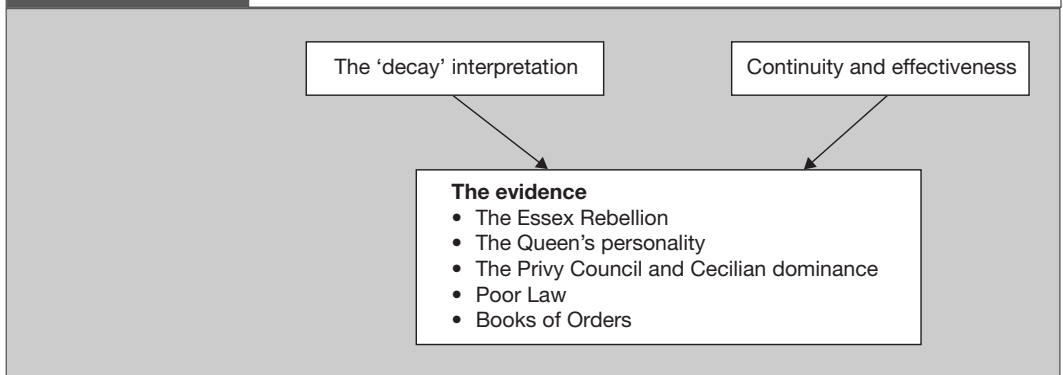 The ‘decay’ interpretation
Continuity and effectiveness
The evidence
• The Essex Rebellion
• The Queen’s personality
• The Privy Council and Cecilian dominance
• Poor Law
• Books of Orders